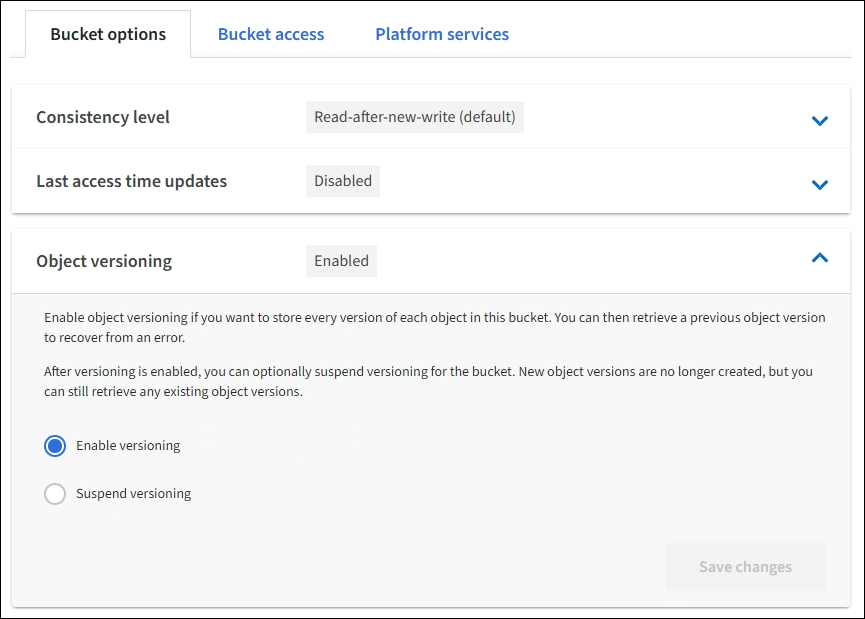 Bucket options Bucket access Platform services
Consistency level Read-after-new-write (default)
Last access time updates Disabled
Object versioning Enabled
Enable object versioning if you want to store every version of each object in this bucket. You can then retrieve a previous object version
to recover from an error.
After versioning is enabled, you can optionally suspend versioning for the bucket. New object versions are no longer created, but you
can still retrieve any existing object versions.
Enable versioning
Suspend versioning
Save changes